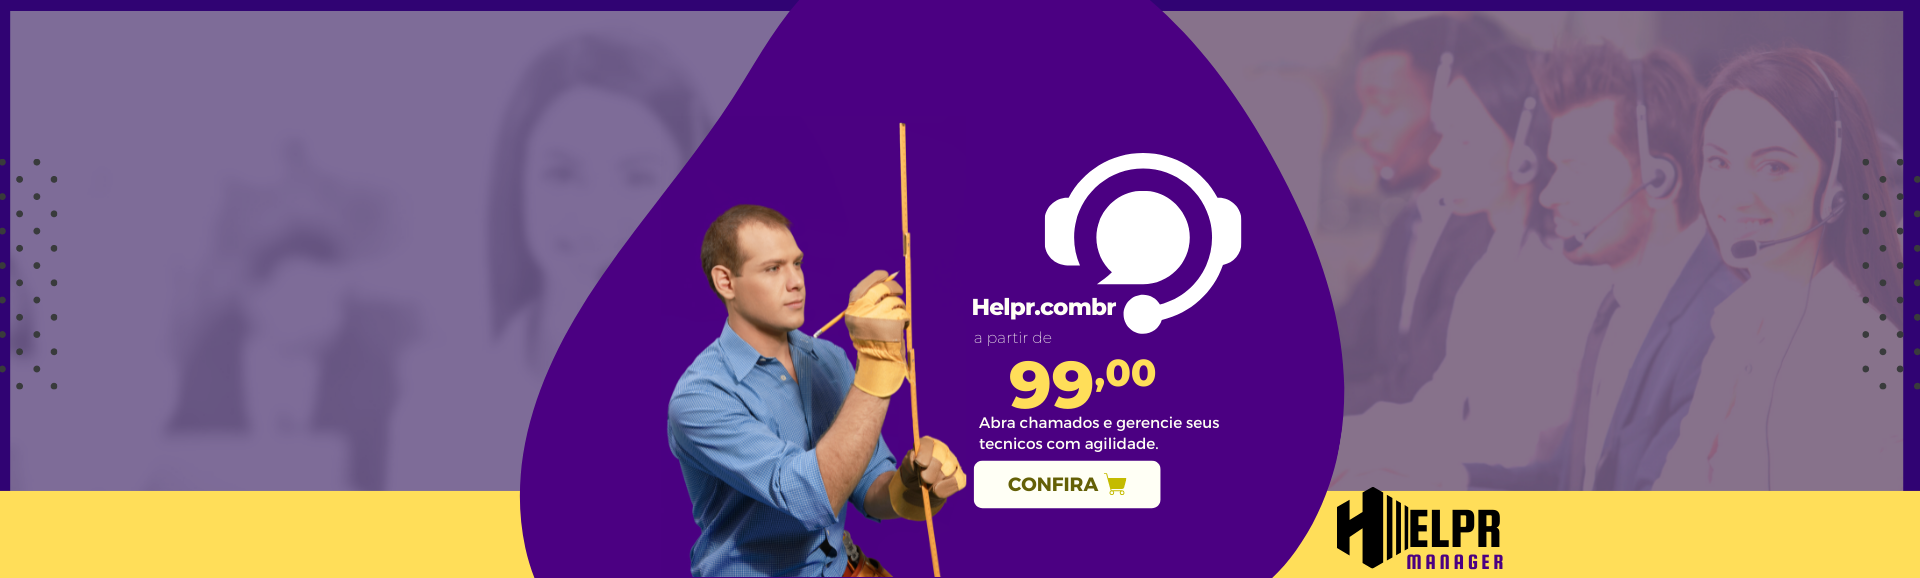 Helpr.combr
a partir de
99,00
Abra chamados e gerencie seus
tecnicos com agilidade.
CONFIRA
HELPR
MANAGER